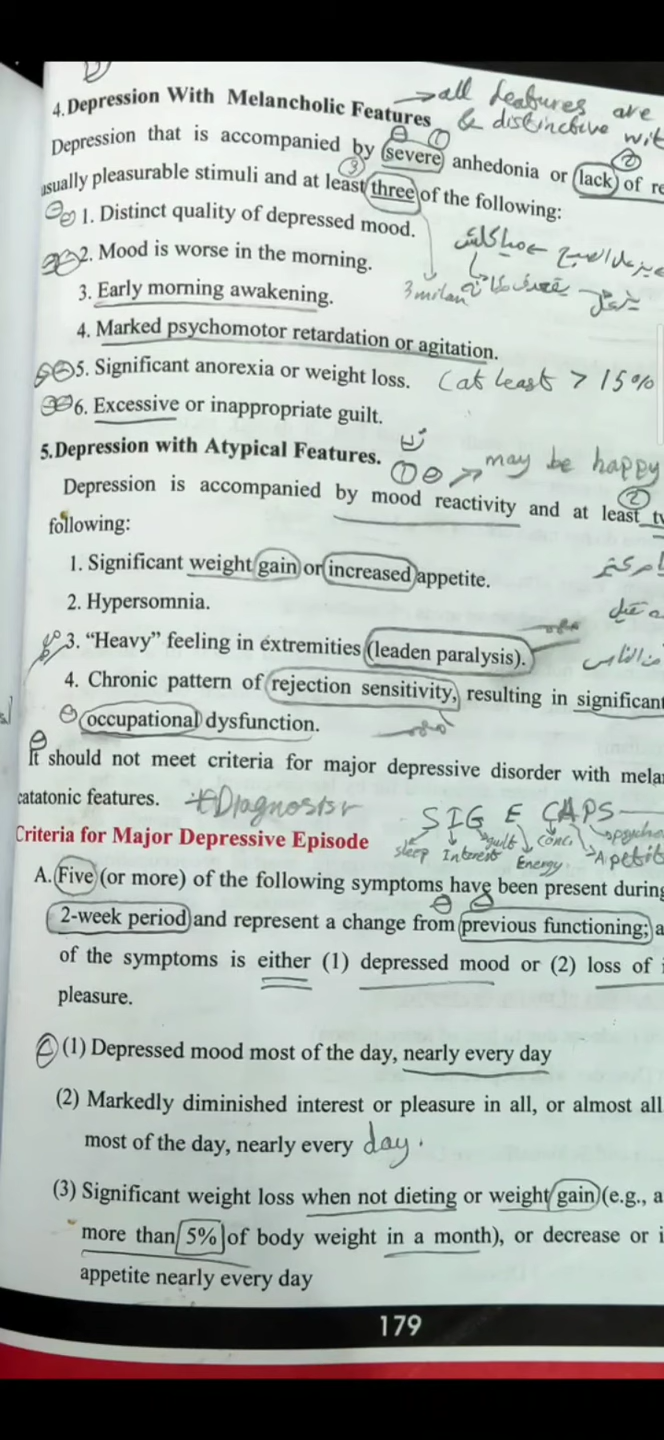 4.Depression With Melancholic Features → all features are
& distinctive wit
Depression that is accompanied by severe anhedonia or lack of re
usually pleasurable stimuli and at least three of the following:
1. Distinct quality of depressed mood.
2. Mood is worse in the morning.
3. Early morning awakening.
4. Marked psychomotor retardation or agitation.
5. Significant anorexia or weight loss. (at least > 15%
6. Excessive or inappropriate guilt.
5.Depression with Atypical Features.
① → may be happy
Depression is accompanied by mood reactivity and at least tw
following:
1. Significant weight gain or increased appetite.
2. Hypersomnia.
3. “Heavy” feeling in extremities (leaden paralysis).
من الناس
4. Chronic pattern of rejection sensitivity, resulting in significant
occupational dysfunction.
It should not meet criteria for major depressive disorder with mela
catatonic features.
SIG E CAPS
Criteria for Major Depressive Episode
sleep Interest guilt Energy conc. Apetit psycho
A. Five (or more) of the following symptoms have been present during
2-week period and represent a change from previous functioning; a
of the symptoms is either (1) depressed mood or (2) loss of i
pleasure.
(1) Depressed mood most of the day, nearly every day
(2) Markedly diminished interest or pleasure in all, or almost all
most of the day, nearly every day.
(3) Significant weight loss when not dieting or weight gain (e.g., a
more than 5% of body weight in a month), or decrease or i
appetite nearly every day
179